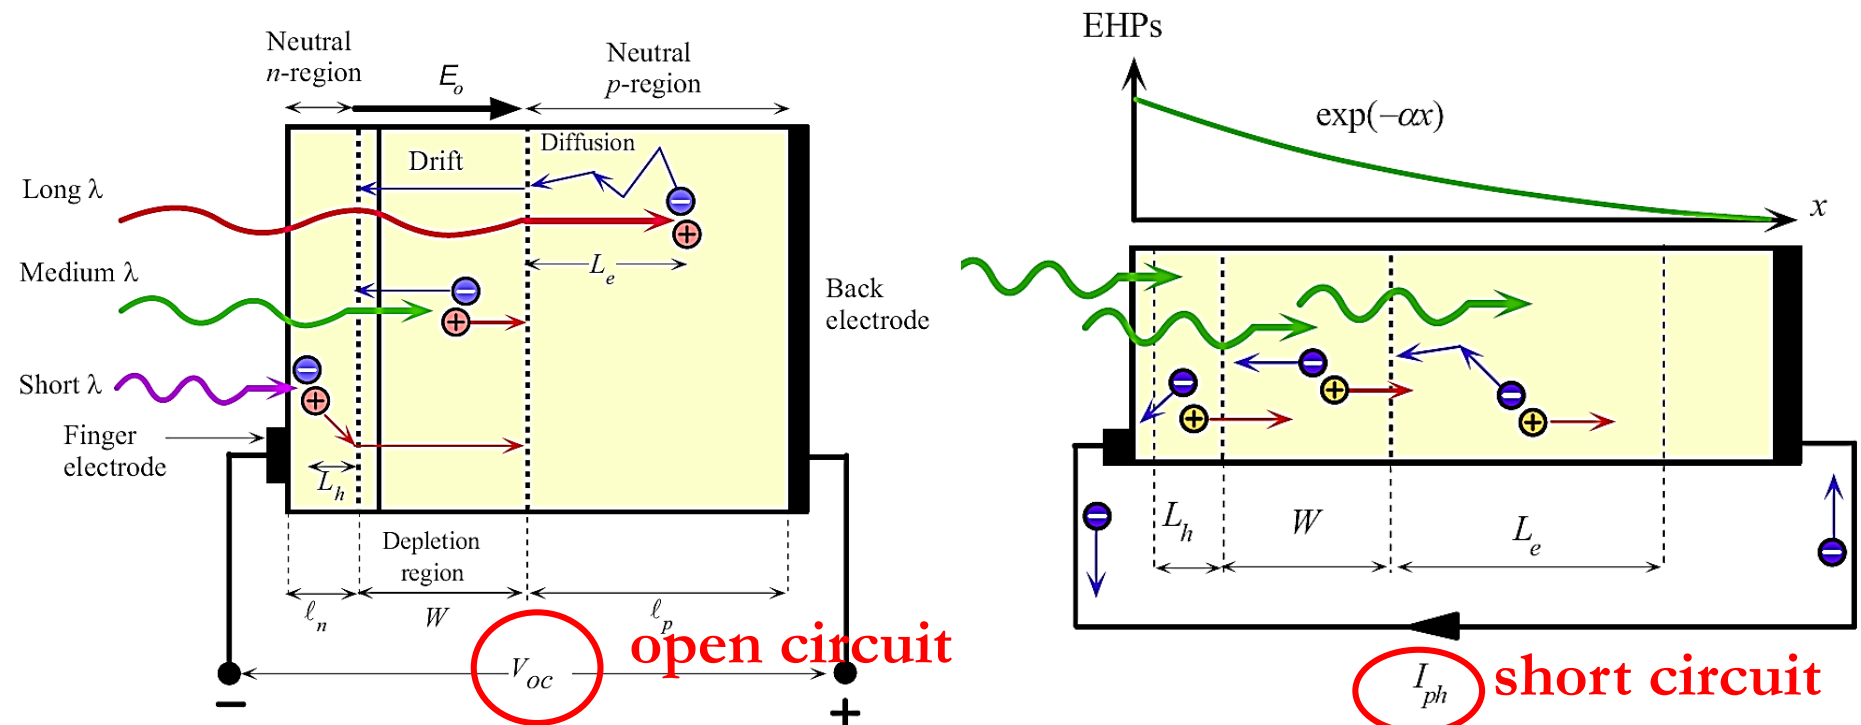 Neutral
n-region
E_o
Neutral
p-region
Drift
Diffusion
Long λ
L_e
Medium λ
Back
electrode
Short λ
Finger
electrode
L_h
Depletion
region
ℓ_n
W
ℓ_p
open circuit
V_oc
−
+
EHPs
exp(−αx)
x
L_h
W
L_e
I_ph
short circuit